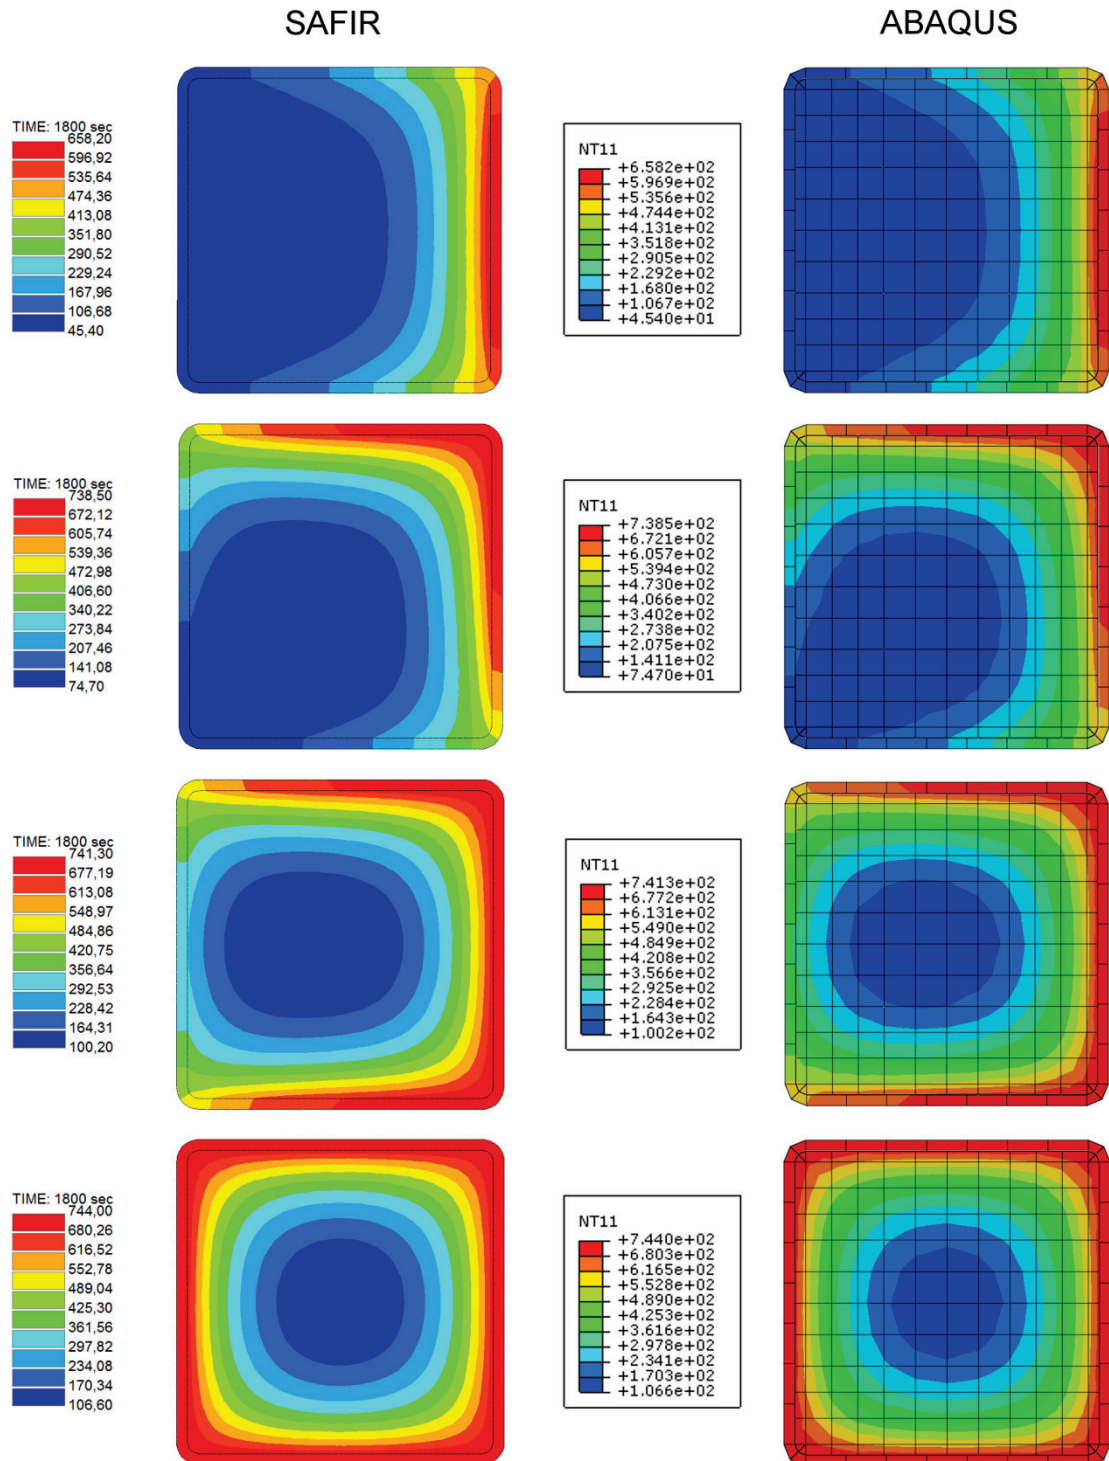 SAFIR
ABAQUS
TIME: 1800 sec
658,20
596,92
535,64
474,36
413,08
351,80
290,52
229,24
167,96
106,68
45,40
NT11
+6.582e+02
+5.969e+02
+5.356e+02
+4.744e+02
+4.131e+02
+3.518e+02
+2.905e+02
+2.292e+02
+1.680e+02
+1.067e+02
+4.540e+01
TIME: 1800 sec
738,50
672,12
605,74
539,36
472,98
406,60
340,22
273,84
207,46
141,08
74,70
NT11
+7.385e+02
+6.721e+02
+6.057e+02
+5.394e+02
+4.730e+02
+4.066e+02
+3.402e+02
+2.738e+02
+2.075e+02
+1.411e+02
+7.470e+01
TIME: 1800 sec
741,30
677,19
613,08
548,97
484,86
420,75
356,64
292,53
228,42
164,31
100,20
NT11
+7.413e+02
+6.772e+02
+6.131e+02
+5.490e+02
+4.849e+02
+4.208e+02
+3.566e+02
+2.925e+02
+2.284e+02
+1.643e+02
+1.002e+02
TIME: 1800 sec
744,00
680,26
616,52
552,78
489,04
425,30
361,56
297,82
234,08
170,34
106,60
NT11
+7.440e+02
+6.803e+02
+6.165e+02
+5.528e+02
+4.890e+02
+4.253e+02
+3.616e+02
+2.978e+02
+2.341e+02
+1.703e+02
+1.066e+02